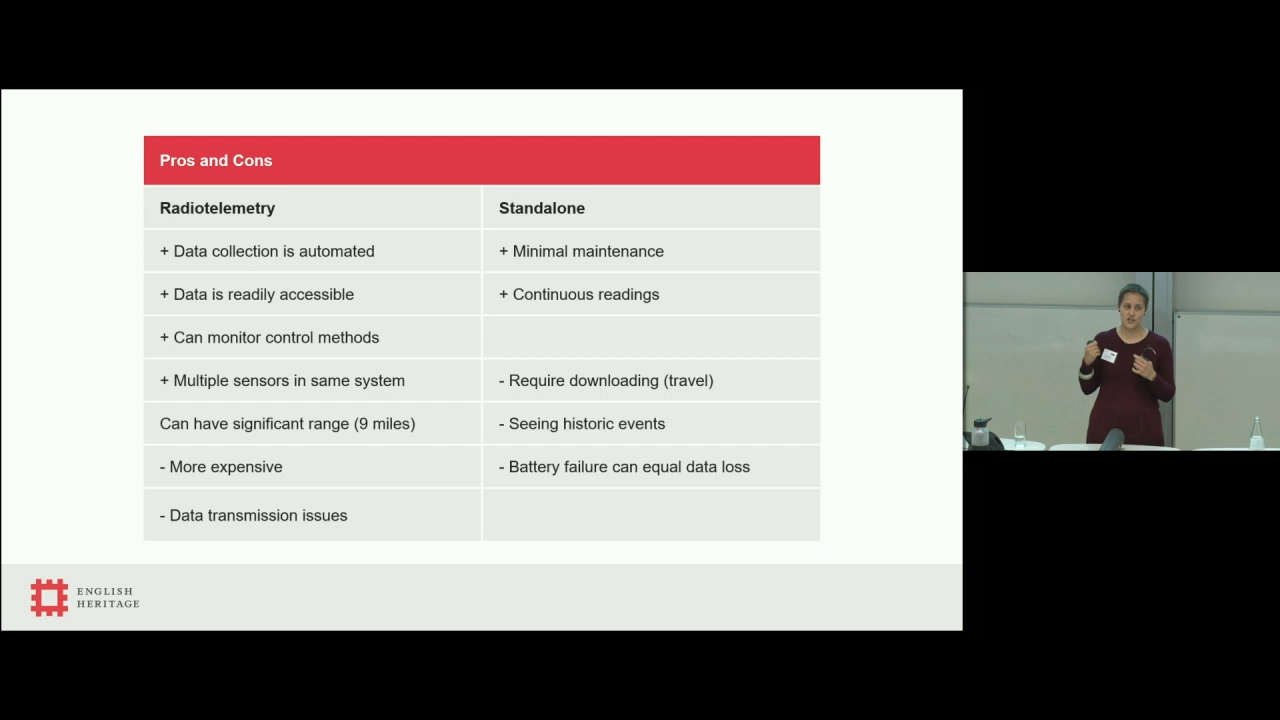 Pros and Cons
Radiotelemetry
Standalone
+ Data collection is automated
+ Minimal maintenance
+ Data is readily accessible
+ Continuous readings
+ Can monitor control methods
+ Multiple sensors in same system
- Require downloading (travel)
Can have significant range (9 miles)
- Seeing historic events
- More expensive
- Battery failure can equal data loss
- Data transmission issues
ENGLISH
HERITAGE